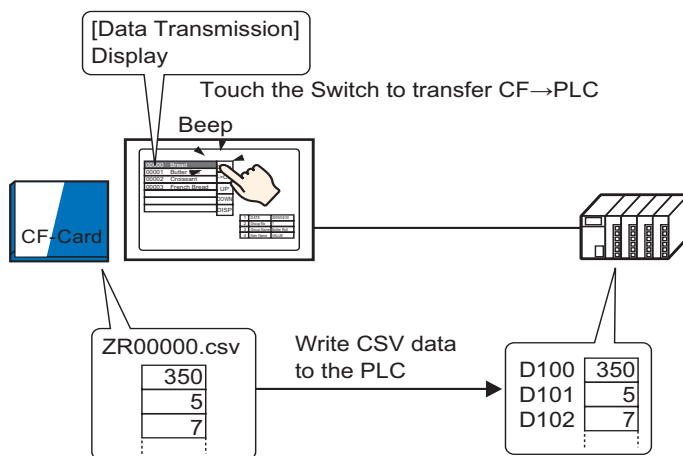 [Data Transmission]
Display
Touch the Switch to transfer CF→PLC
Beep
00000 Bread
00001 Butter
00002 Croissant
00003 French Bread
UP
DOWN
DISP
CF-Card
ZR00000.csv
350
5
7
Write CSV data
to the PLC
D100 350
D101 5
D102 7